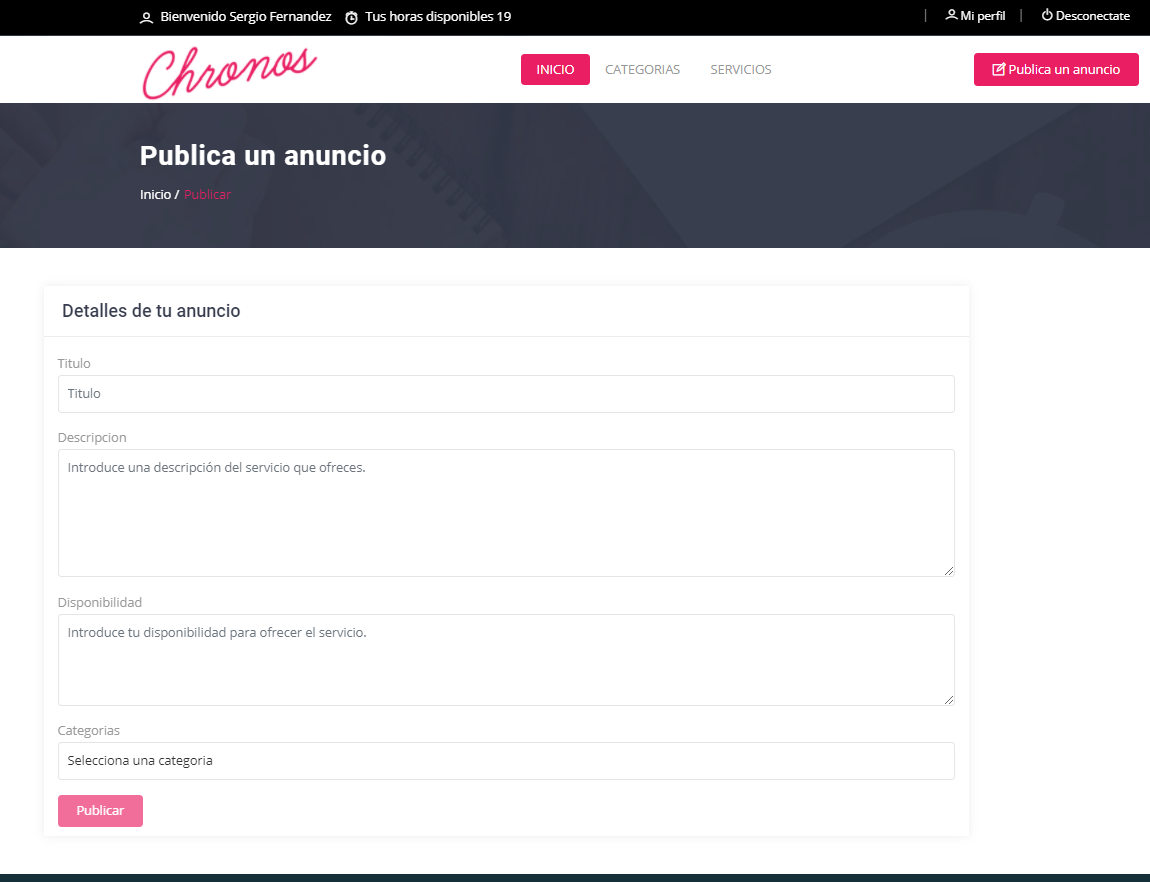 Bienvenido Sergio Fernandez Tus horas disponibles 19 | Mi perfil | Desconectate
Chronos INICIO CATEGORIAS SERVICIOS Publica un anuncio
Publica un anuncio
Inicio / Publicar
Detalles de tu anuncio
Titulo
Titulo
Descripcion
Introduce una descripción del servicio que ofreces.
Disponibilidad
Introduce tu disponibilidad para ofrecer el servicio.
Categorias
Selecciona una categoria
Publicar